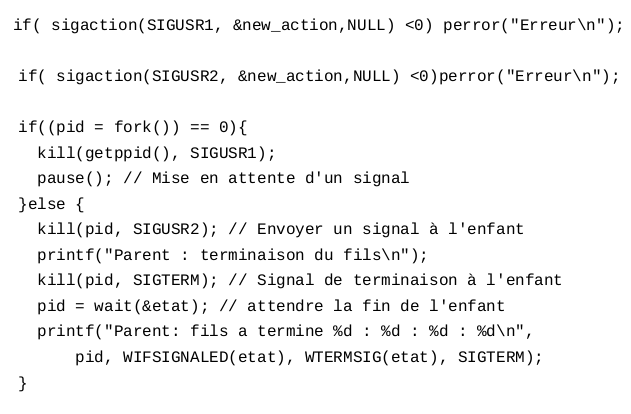 if( sigaction(SIGUSR1, &new_action,NULL) <0) perror("Erreur\n");
if( sigaction(SIGUSR2, &new_action,NULL) <0)perror("Erreur\n");
if((pid = fork()) == 0){
kill(getppid(), SIGUSR1);
pause(); // Mise en attente d'un signal
}else {
kill(pid, SIGUSR2); // Envoyer un signal à l'enfant
printf("Parent : terminaison du fils\n");
kill(pid, SIGTERM); // Signal de terminaison à l'enfant
pid = wait(&etat); // attendre la fin de l'enfant
printf("Parent: fils a termine %d : %d : %d : %d\n",
pid, WIFSIGNALED(etat), WTERMSIG(etat), SIGTERM);
}